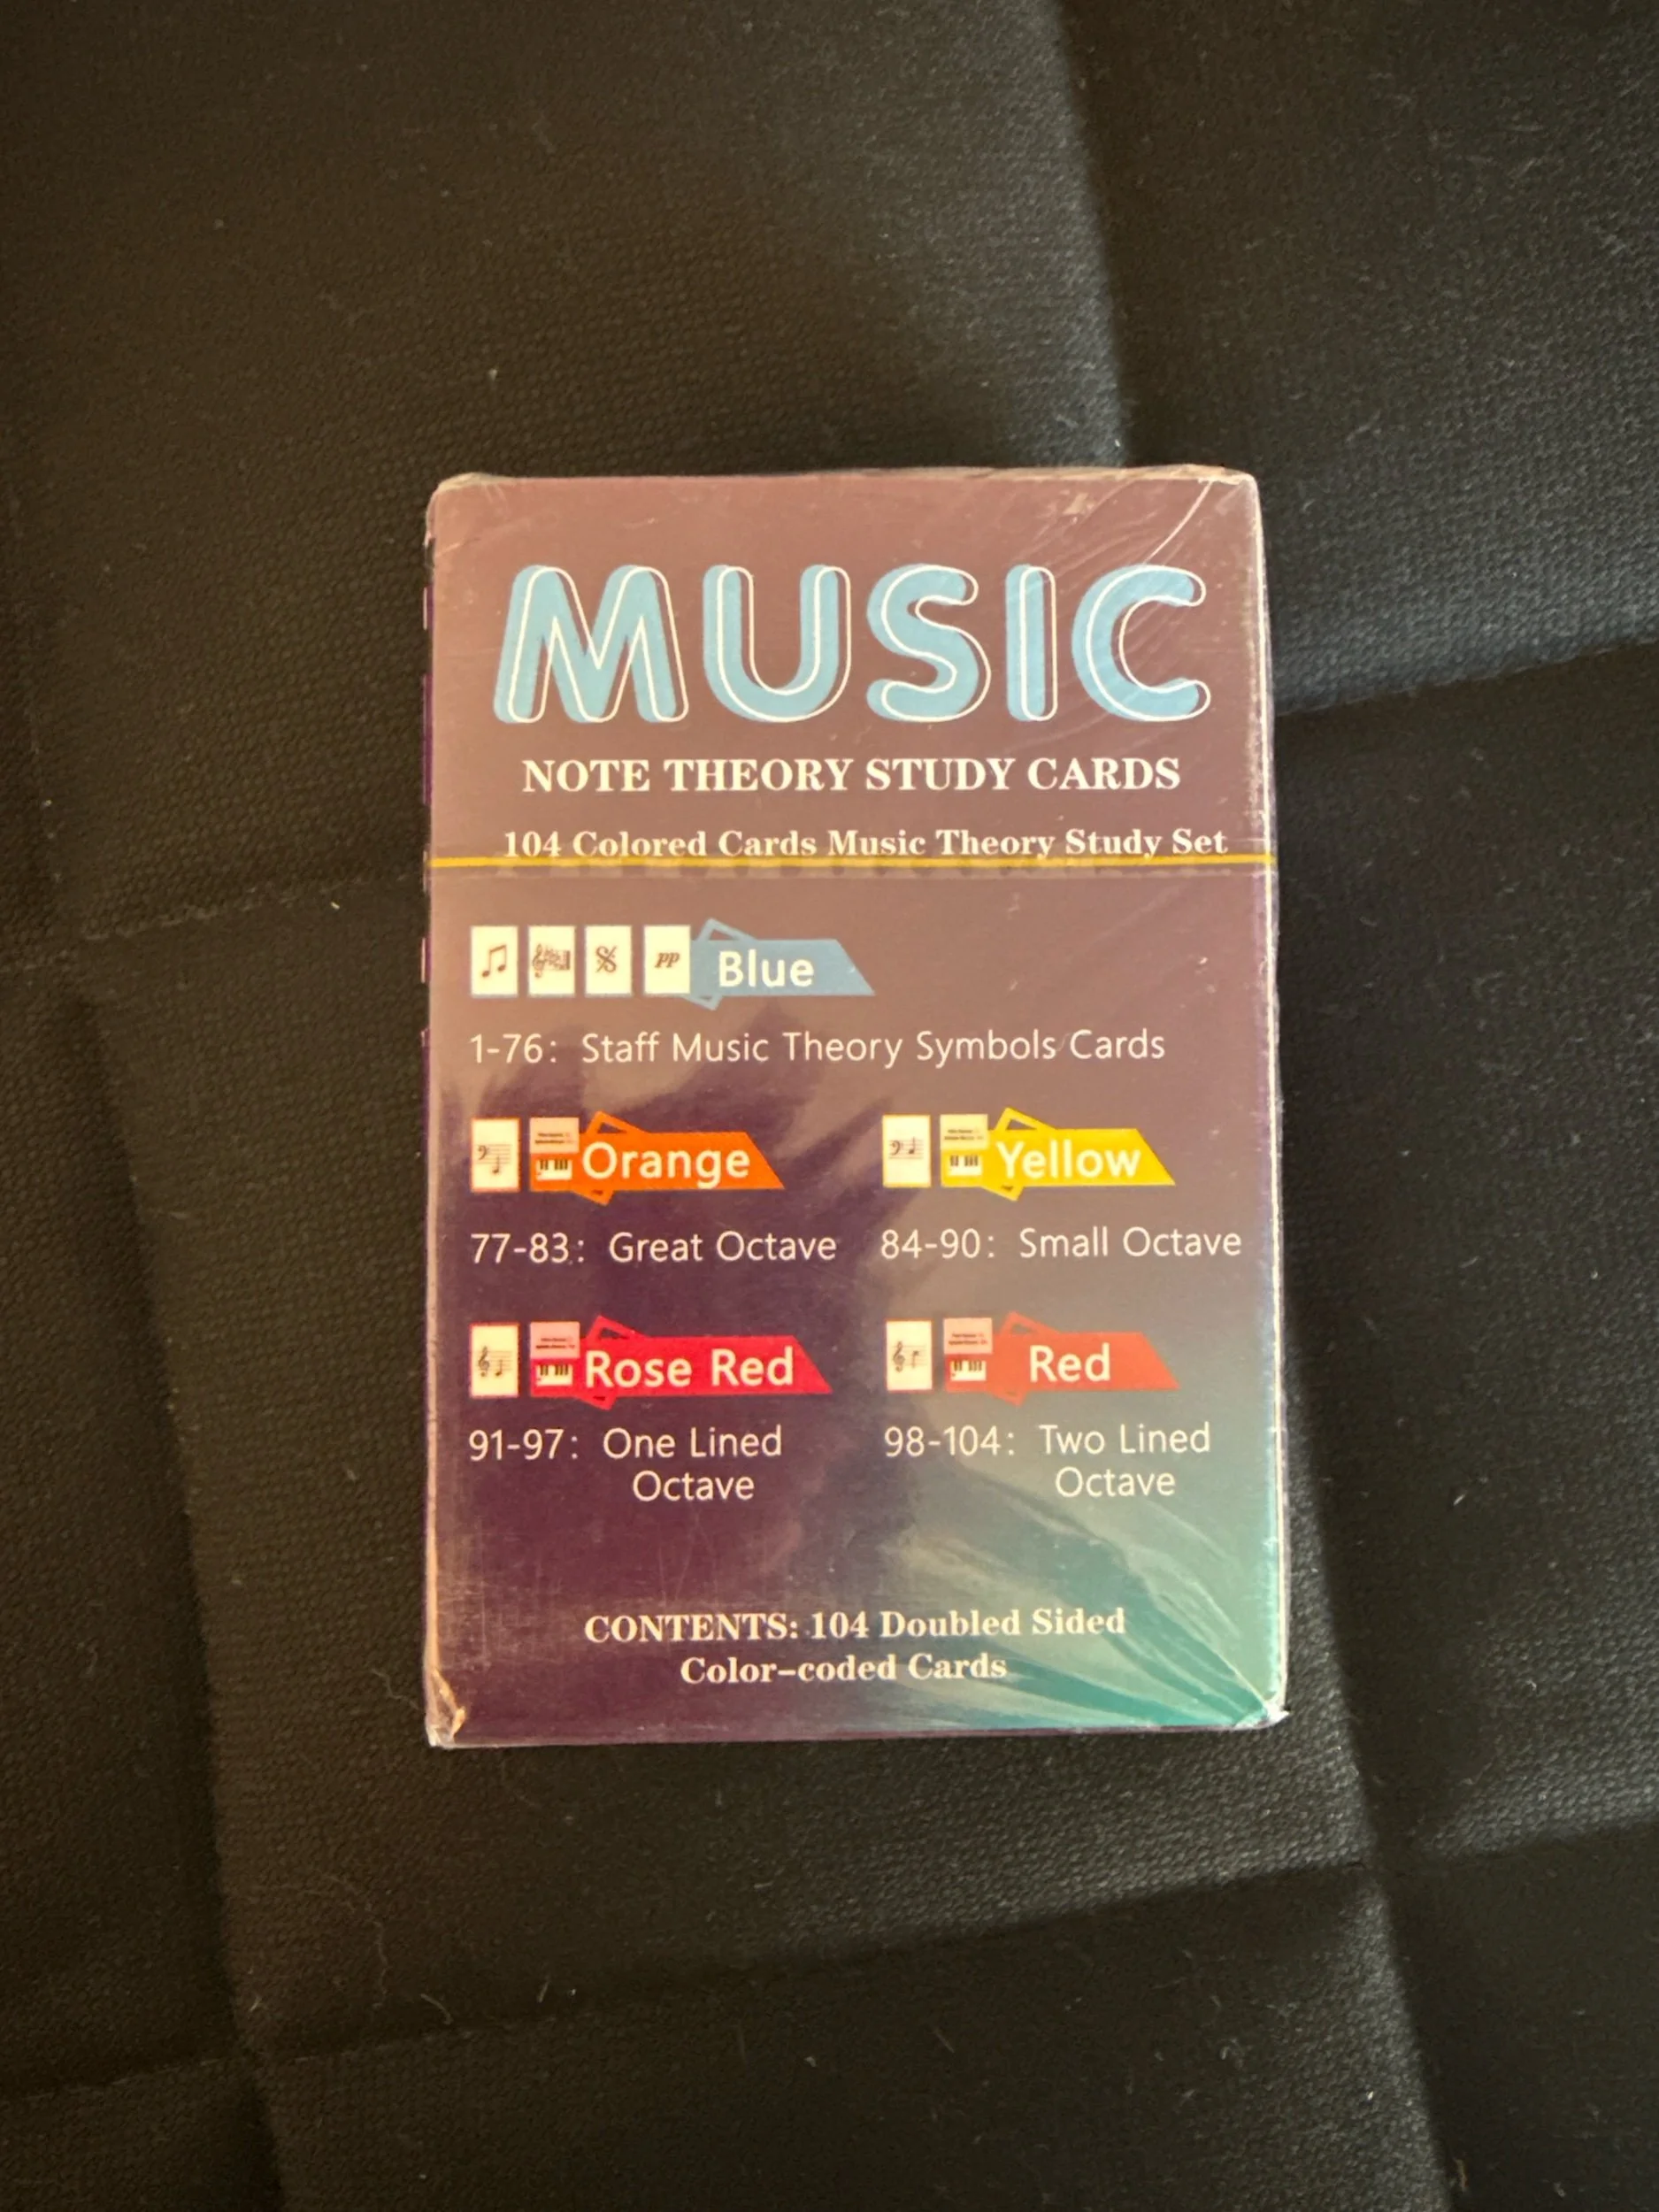 MUSIC
NOTE THEORY STUDY CARDS
104 Colored Cards Music Theory Study Set
pp Blue
1-76: Staff Music Theory Symbols Cards
Orange
Yellow
77-83: Great Octave
84-90: Small Octave
Rose Red
Red
91-97: One Lined
Octave
98-104: Two Lined
Octave
CONTENTS: 104 Doubled Sided
Color-coded Cards